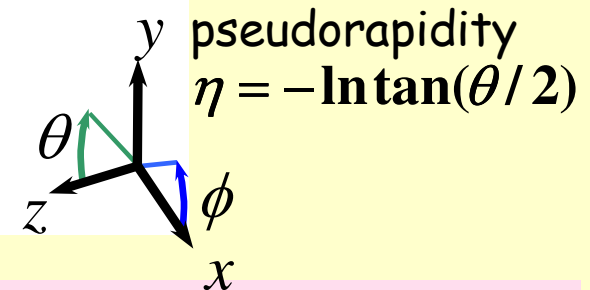 y pseudorapidity
η = −ln tan(θ / 2)
θ
z
ϕ
x